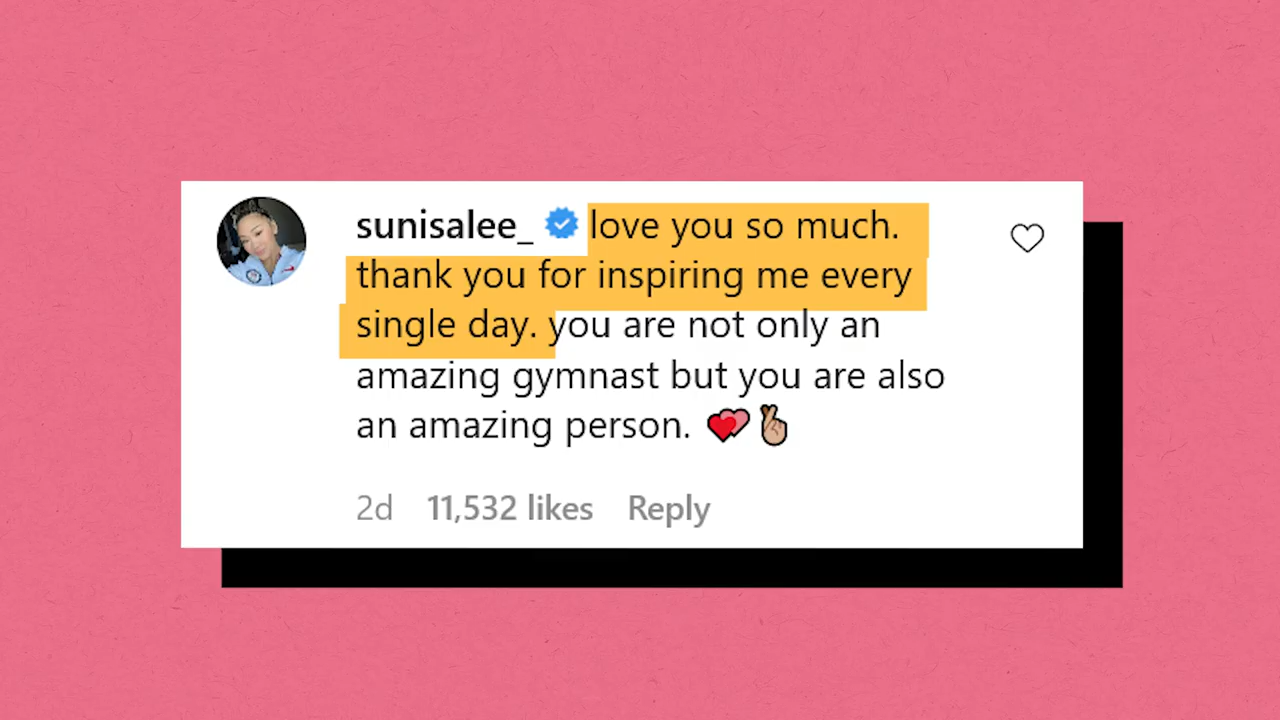 sunisalee_ love you so much.
thank you for inspiring me every
single day. you are not only an
amazing gymnast but you are also
an amazing person. 💕🤞🏼
2d 11,532 likes Reply